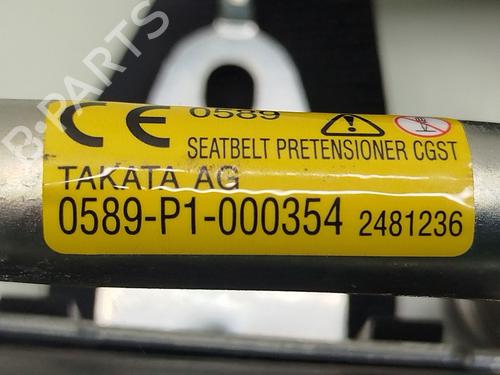 B-PARTS
CE 0589
SEATBELT PRETENSIONER CGST
TAKATA AG
0589-P1-000354 2481236